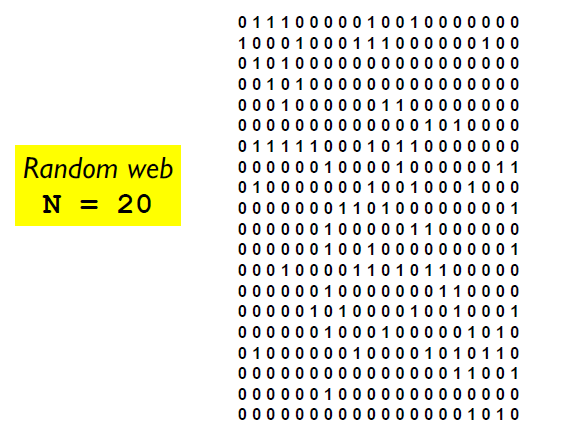 Random web
N = 20
0 1 1 1 0 0 0 0 0 1 0 0 1 0 0 0 0 0 0 0
1 0 0 0 1 0 0 0 1 1 1 0 0 0 0 0 0 1 0 0
0 1 0 1 0 0 0 0 0 0 0 0 0 0 0 0 0 0 0 0
0 0 1 0 1 0 0 0 0 0 0 0 0 0 0 0 0 0 0 0
0 0 0 1 0 0 0 0 0 0 1 1 0 0 0 0 0 0 0 0
0 0 0 0 0 0 0 0 0 0 0 0 0 1 0 1 0 0 0 0
0 1 1 1 1 1 0 0 0 1 0 1 1 0 0 0 0 0 0 0
0 0 0 0 0 0 1 0 0 0 0 1 0 0 0 0 0 0 1 1
0 1 0 0 0 0 0 0 0 1 0 0 1 0 0 0 1 0 0 0
0 0 0 0 0 0 0 1 1 0 1 0 0 0 0 0 0 0 0 1
0 0 0 0 0 0 1 0 0 0 0 0 1 1 0 0 0 0 0 0
0 0 0 0 0 0 1 0 0 1 0 0 0 0 0 0 0 0 0 1
0 0 0 1 0 0 0 0 1 1 0 1 0 1 1 0 0 0 0 0
0 0 0 0 0 0 1 0 0 0 0 0 0 0 1 1 0 0 0 0
0 0 0 0 0 1 0 1 0 0 0 0 1 0 0 1 0 0 0 1
0 0 0 0 0 0 1 0 0 0 1 0 0 0 0 0 1 0 1 0
0 1 0 0 0 0 0 0 1 0 0 0 0 1 0 1 0 1 1 0
0 0 0 0 0 0 0 0 0 0 0 0 0 0 0 1 1 0 0 1
0 0 0 0 0 0 1 0 0 0 0 0 0 0 0 0 0 0 0 0
0 0 0 0 0 0 0 0 0 0 0 0 0 0 0 0 1 0 1 0